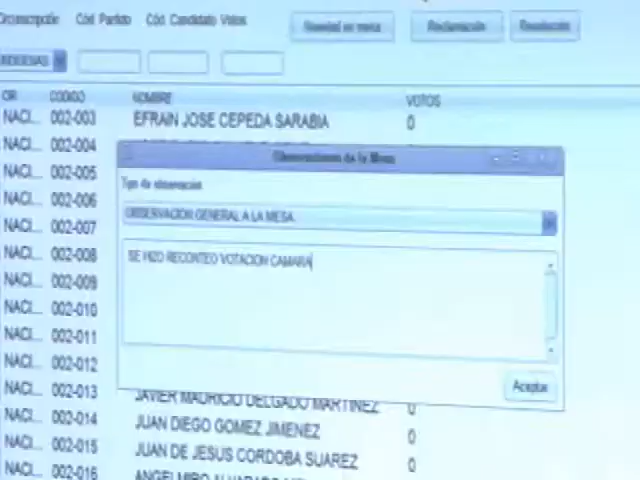 Circunscripción Cód. Partido Cód. Candidato Votos
Novedad en mesa Reclamación Resolución
CIR CODIGO NOMBRE VOTOS
NACI... 002-003 EFRAIN JOSE CEPEDA SARABIA 0
NACI... 002-004
Observaciones de la Mesa
NACI... 002-005 Tipo de observación
NACI... 002-006 OBSERVACION GENERAL A LA MESA
NACI... 002-007
NACI... 002-008 SE HIZO RECONTEO VOTACION CAMARA
NACI... 002-009
NACI... 002-010
NACI... 002-011
NACI... 002-012
Aceptar
NACI... 002-013 JAVIER MAURICIO DELGADO MARTINEZ 0
NACI... 002-014 JUAN DIEGO GOMEZ JIMENEZ 0
NACI... 002-015 JUAN DE JESUS CORDOBA SUAREZ 0
NACI... 002-016 ANGELMIRO